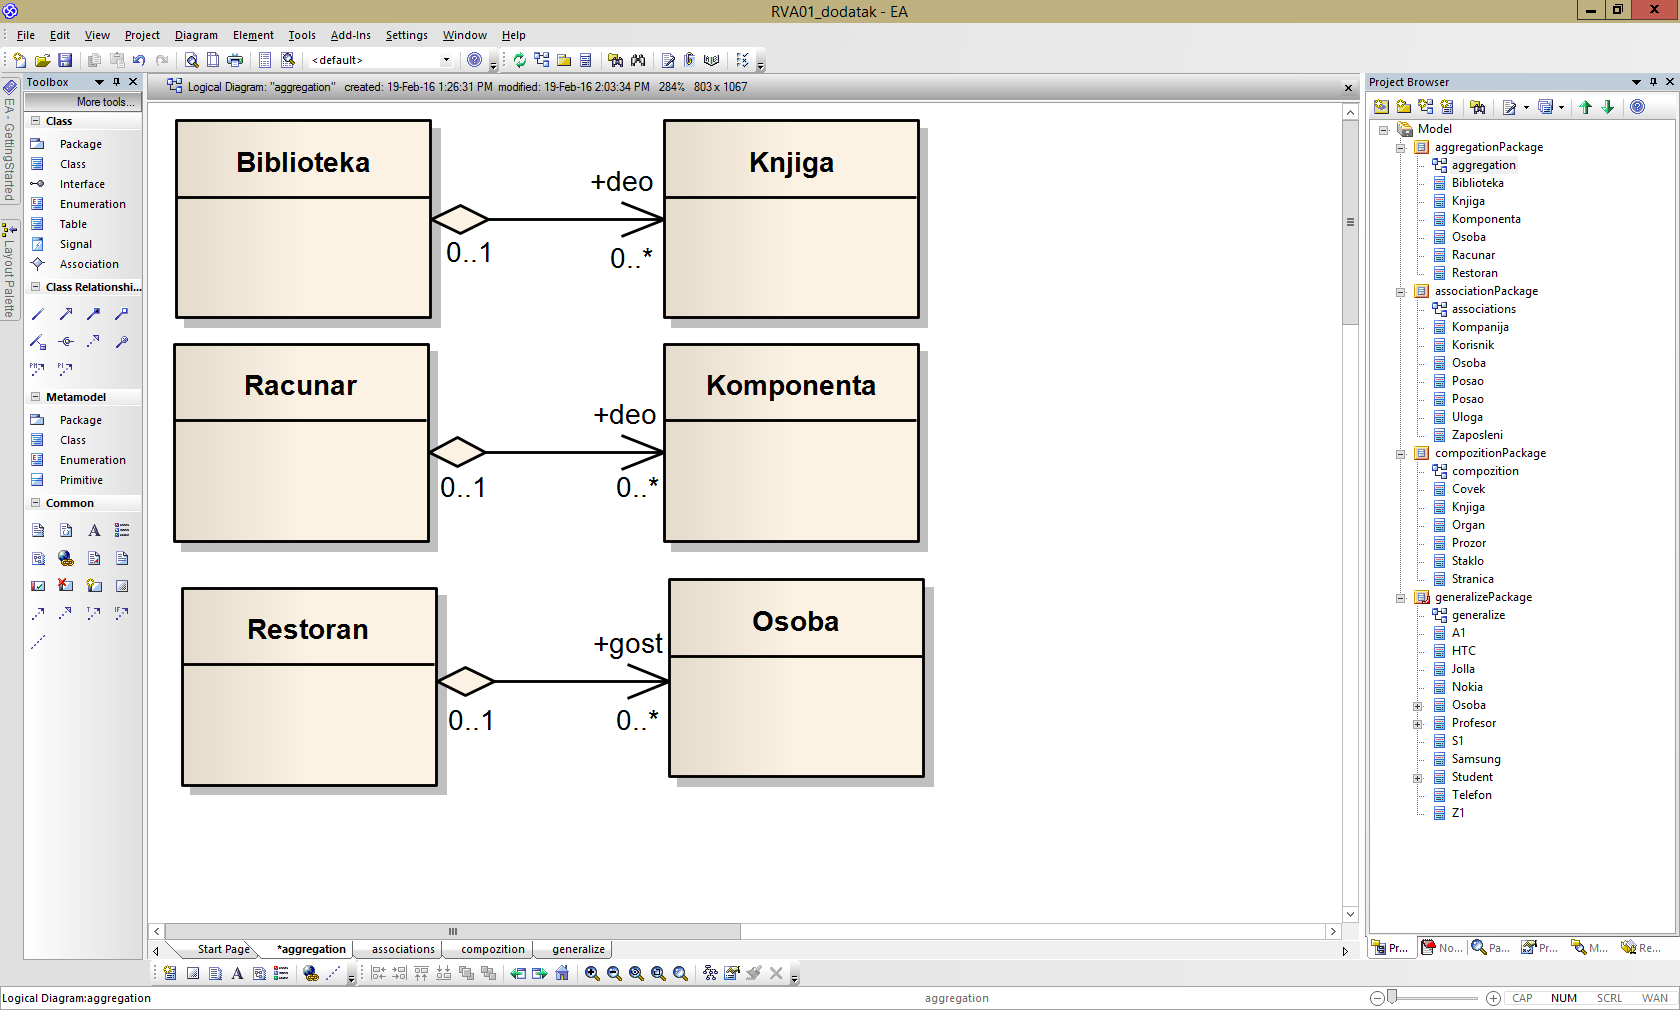 RVA01_dodatak - EA
File Edit View Project Diagram Element Tools Add-Ins Settings Window Help
<default>
EA - GettingStarted
Layout Palette
Toolbox
More tools...
Class
Package
Class
Interface
Enumeration
Table
Signal
Association
Class Relationshi...
Metamodel
Package
Class
Enumeration
Primitive
Common
Logical Diagram: "aggregation" created: 19-Feb-16 1:26:31 PM modified: 19-Feb-16 2:03:34 PM 284% 803 x 1067
Biblioteka
+deo
0..1
0..*
Knjiga
Racunar
+deo
0..1
0..*
Komponenta
Restoran
+gost
0..1
0..*
Osoba
Start Page *aggregation associations compozition generalize
Project Browser
Model
aggregationPackage
aggregation
Biblioteka
Knjiga
Komponenta
Osoba
Racunar
Restoran
associationPackage
associations
Kompanija
Korisnik
Osoba
Posao
Posao
Uloga
Zaposleni
compozitionPackage
compozition
Covek
Knjiga
Organ
Prozor
Staklo
Stranica
generalizePackage
generalize
A1
HTC
Jolla
Nokia
Osoba
Profesor
S1
Samsung
Student
Telefon
Z1
Pr... No... Pa... Pr... M... Re...
Logical Diagram:aggregation
aggregation
CAP NUM SCRL WAN